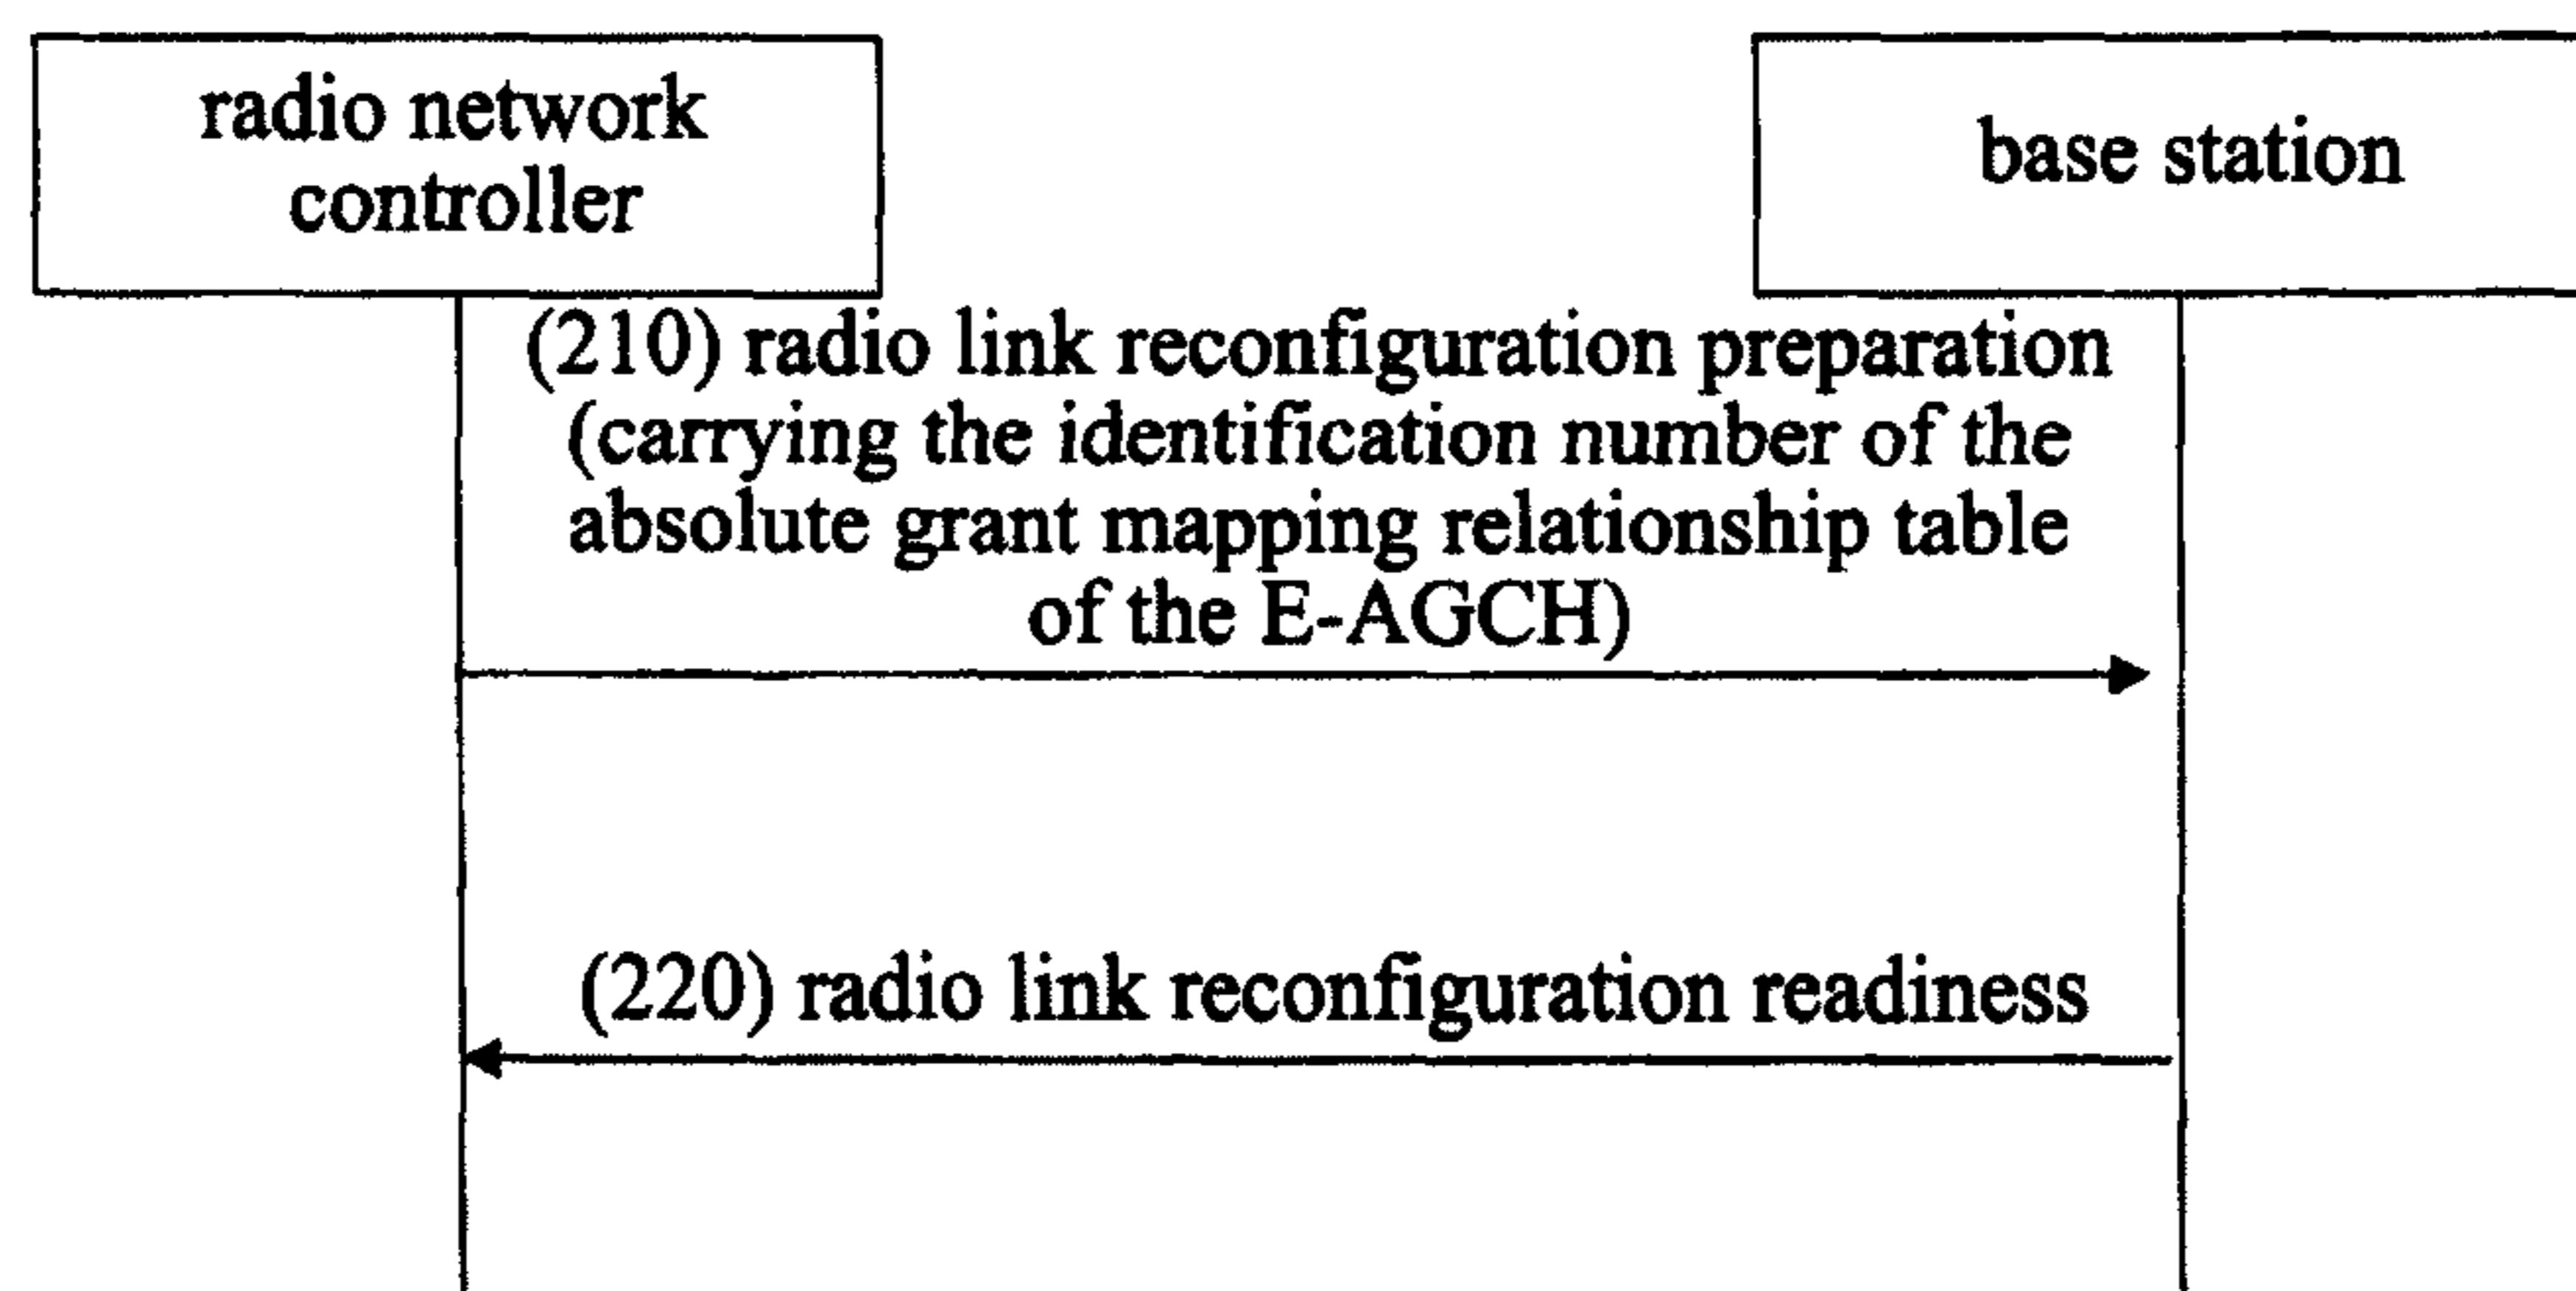 radio network
controller
base station
(210) radio link reconfiguration preparation
(carrying the identification number of the
absolute grant mapping relationship table
of the E-AGCH)
(220) radio link reconfiguration readiness